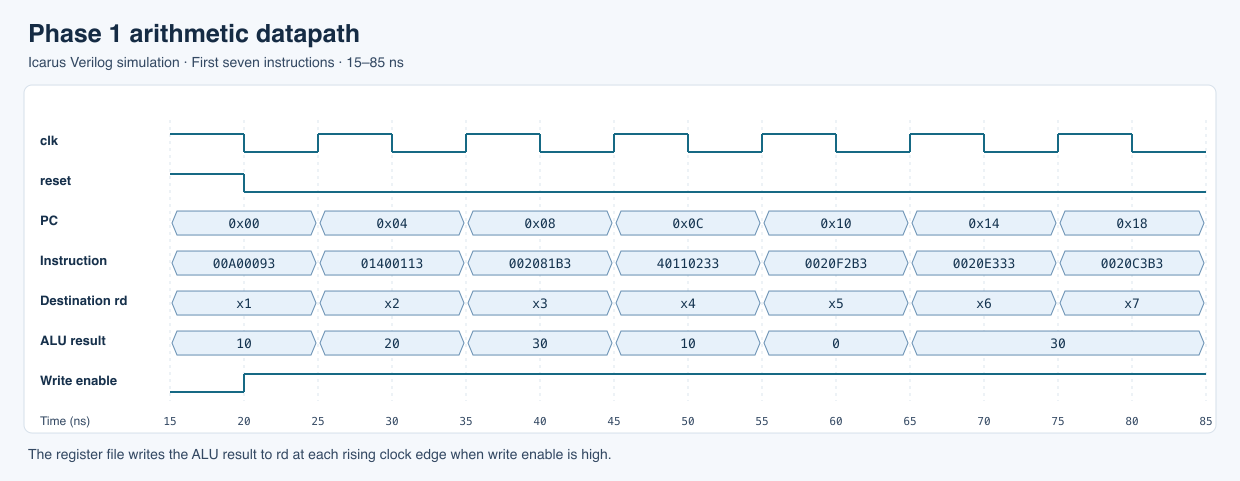 Phase 1 arithmetic datapath
Icarus Verilog simulation · First seven instructions · 15–85 ns
clk
reset
PC 0x00 0x04 0x08 0x0C 0x10 0x14 0x18
Instruction 00A00093 01400113 002081B3 40110233 0020F2B3 0020E333 0020C3B3
Destination rd x1 x2 x3 x4 x5 x6 x7
ALU result 10 20 30 10 0 30
Write enable
Time (ns) 15 20 25 30 35 40 45 50 55 60 65 70 75 80 85
The register file writes the ALU result to rd at each rising clock edge when write enable is high.